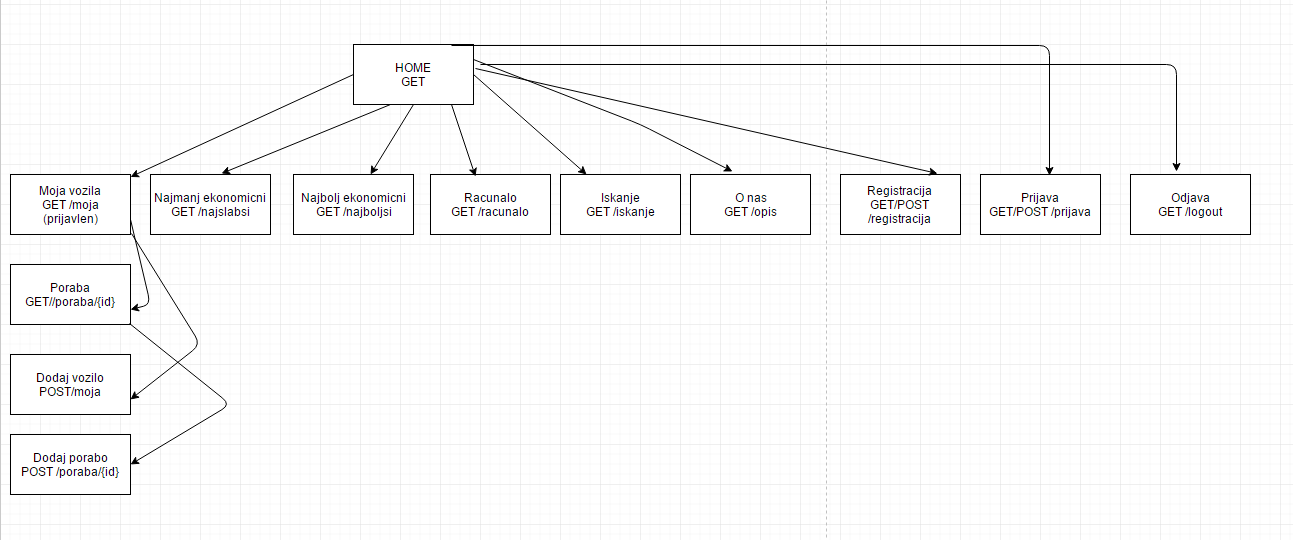 HOME
GET
Moja vozila
GET /moja
(prijavlen)
Najmanj ekonomicni
GET /najslabsi
Najbolj ekonomicni
GET /najboljsi
Racunalo
GET /racunalo
Iskanje
GET /iskanje
O nas
GET /opis
Registracija
GET/POST
/registracija
Prijava
GET/POST /prijava
Odjava
GET /logout
Poraba
GET//poraba/{id}
Dodaj vozilo
POST/moja
Dodaj porabo
POST /poraba/{id}